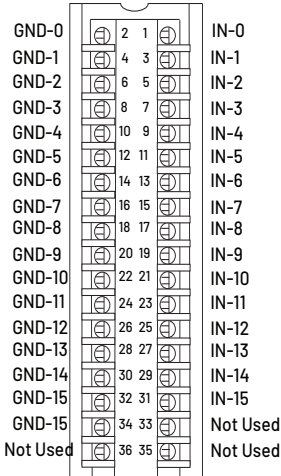 GND-0 2 1 IN-0
GND-1 4 3 IN-1
GND-2 6 5 IN-2
GND-3 8 7 IN-3
GND-4 10 9 IN-4
GND-5 12 11 IN-5
GND-6 14 13 IN-6
GND-7 16 15 IN-7
GND-8 18 17 IN-8
GND-9 20 19 IN-9
GND-10 22 21 IN-10
GND-11 24 23 IN-11
GND-12 26 25 IN-12
GND-13 28 27 IN-13
GND-14 30 29 IN-14
GND-15 32 31 IN-15
GND-15 34 33 Not Used
Not Used 36 35 Not Used